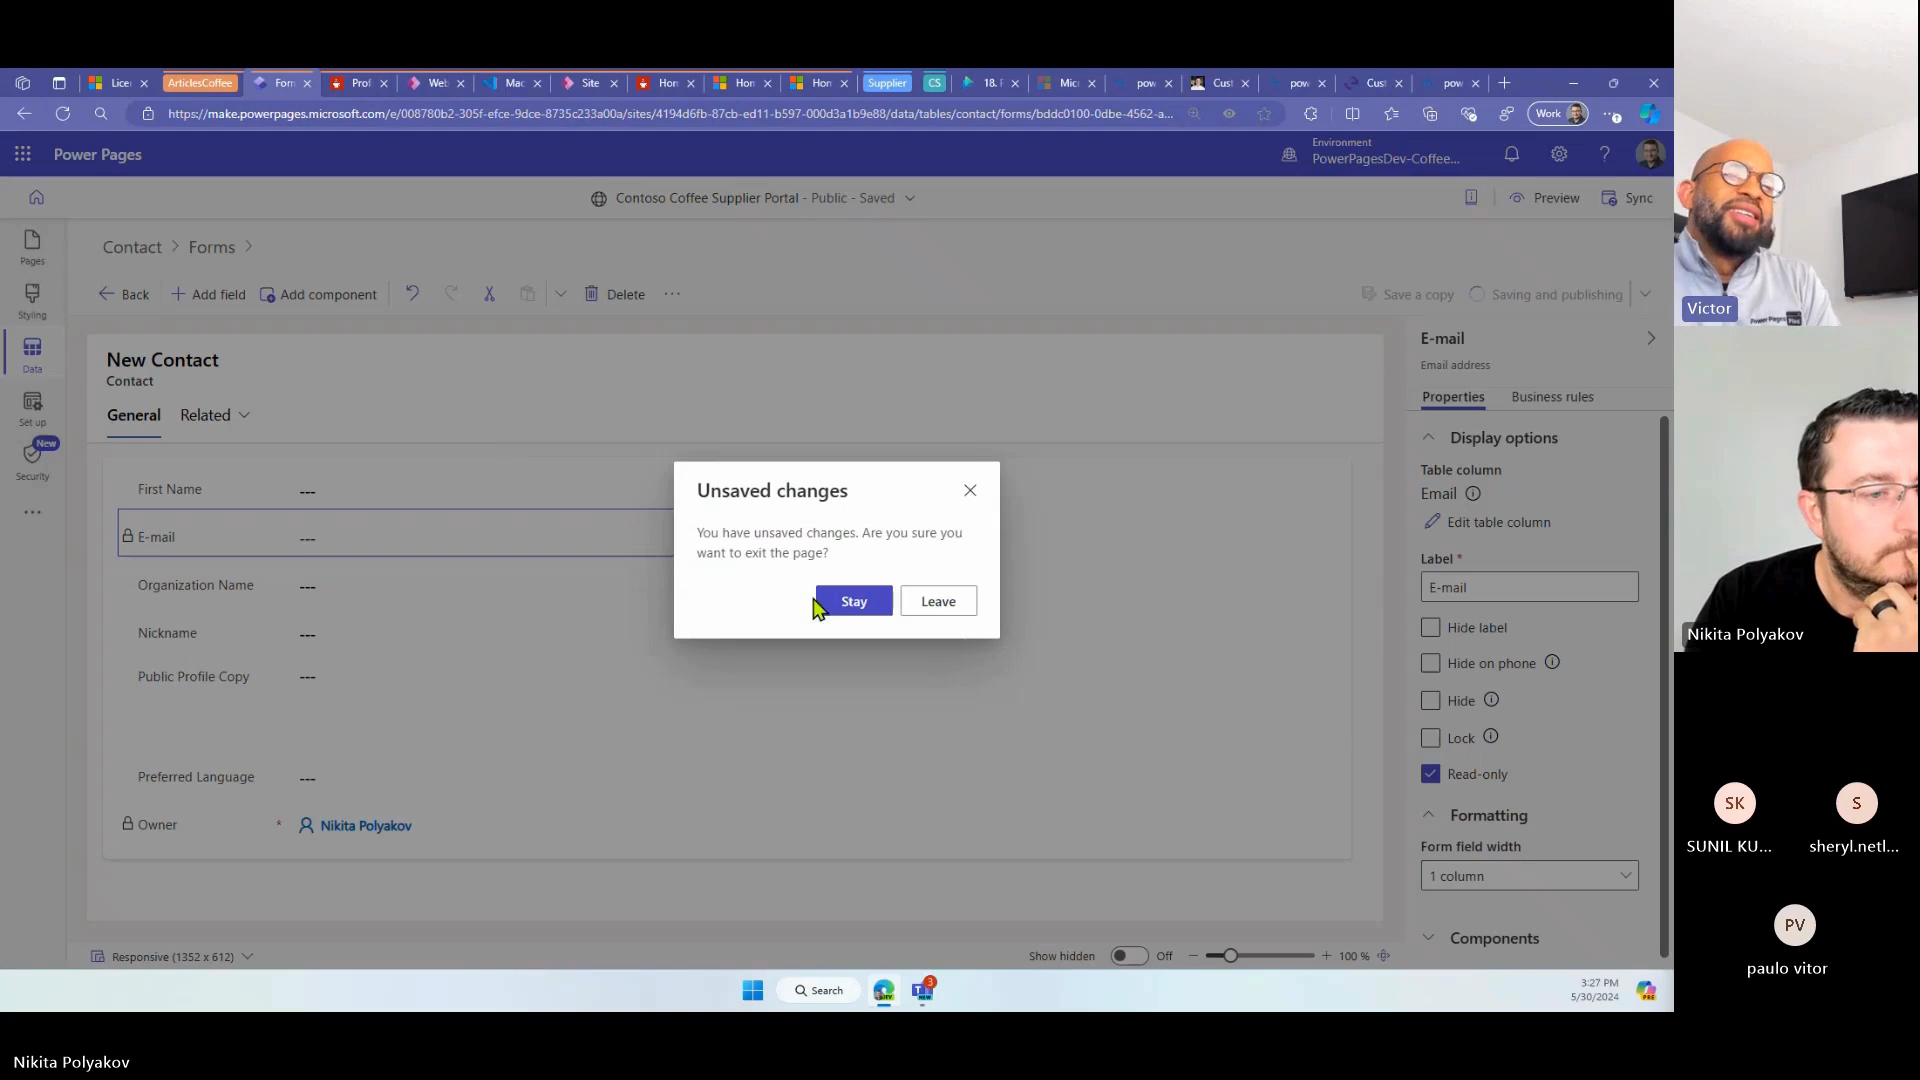 Lice
ArticlesCoffee
Form
Prof
Web
Mac
Site
Hon
Hon
Hon
Supplier
CS
18. F
Micr
pow
Cust
pow
Cust
pow
https://make.powerpages.microsoft.com/e/008780b2-305f-efce-9dce-8735c233a00a/sites/4194d6fb-87cb-ed11-b597-000d3a1b9e88/data/tables/contact/forms/bddc0100-0dbe-4562-a...
Work
Power Pages
Environment
PowerPagesDev-Coffee...
Contoso Coffee Supplier Portal - Public - Saved
Preview
Sync
Pages
Styling
Data
Set up
New
Security
Contact > Forms >
Back
Add field
Add component
Delete
Save a copy
Saving and publishing
New Contact
Contact
General
Related
First Name ---
E-mail ---
Organization Name ---
Nickname ---
Public Profile Copy ---
Preferred Language ---
Owner * Nikita Polyakov
Unsaved changes
You have unsaved changes. Are you sure you
want to exit the page?
Stay
Leave
E-mail
Email address
Properties
Business rules
Display options
Table column
Email
Edit table column
Label *
E-mail
Hide label
Hide on phone
Hide
Lock
Read-only
Formatting
Form field width
1 column
Components
Responsive (1352 x 612)
Show hidden
Off
100 %
Search
NEW
3
3:27 PM
5/30/2024
PRE
Power Pages
Victor
Nikita Polyakov
SK
SUNIL KU...
S
sheryl.netl...
PV
paulo vitor
Nikita Polyakov